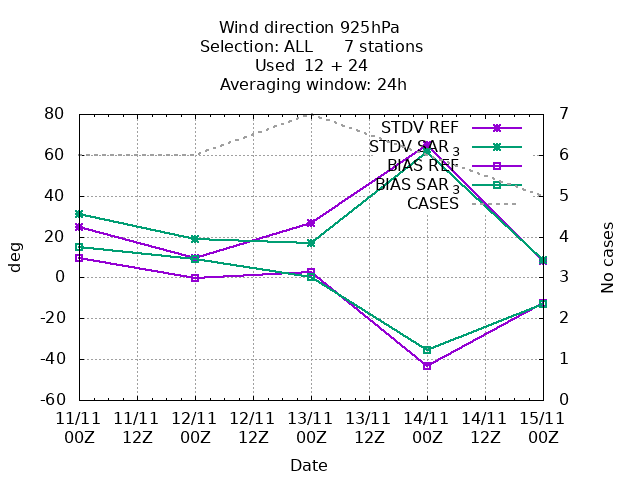 Wind direction 925hPa
Selection: ALL      7 stations
Used  12 + 24
Averaging window: 24h
80
60
40
20
0
-20
-40
-60
deg
7
6
5
4
3
2
1
0
No cases
STDV REF
STDV SAR 3
BIAS REF
BIAS SAR 3
CASES
11/11 11/11 12/11 12/11 13/11 13/11 14/11 14/11 15/11
00Z 12Z 00Z 12Z 00Z 12Z 00Z 12Z 00Z
Date